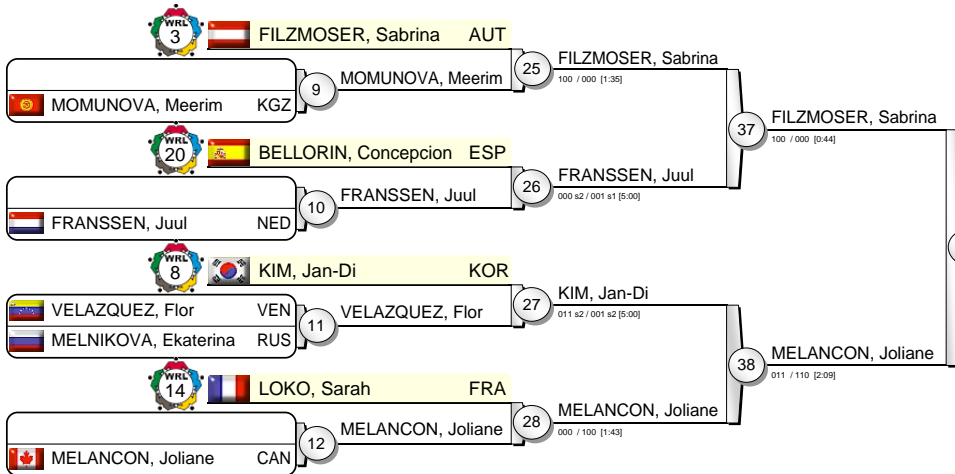 WRL
3
FILZMOSER, Sabrina AUT
25
FILZMOSER, Sabrina
100 / 000 [1:35]
9
MOMUNOVA, Meerim
MOMUNOVA, Meerim KGZ
37
FILZMOSER, Sabrina
100 / 000 [0:44]
WRL
20
BELLORIN, Concepcion ESP
26
FRANSSEN, Juul
000 s2 / 001 s1 [5:00]
10
FRANSSEN, Juul
FRANSSEN, Juul NED
WRL
8
KIM, Jan-Di KOR
27
KIM, Jan-Di
011 s2 / 001 s2 [5:00]
VELAZQUEZ, Flor VEN
11
VELAZQUEZ, Flor
MELNIKOVA, Ekaterina RUS
38
MELANCON, Joliane
011 / 110 [2:09]
WRL
14
LOKO, Sarah FRA
28
MELANCON, Joliane
000 / 100 [1:43]
12
MELANCON, Joliane
MELANCON, Joliane CAN